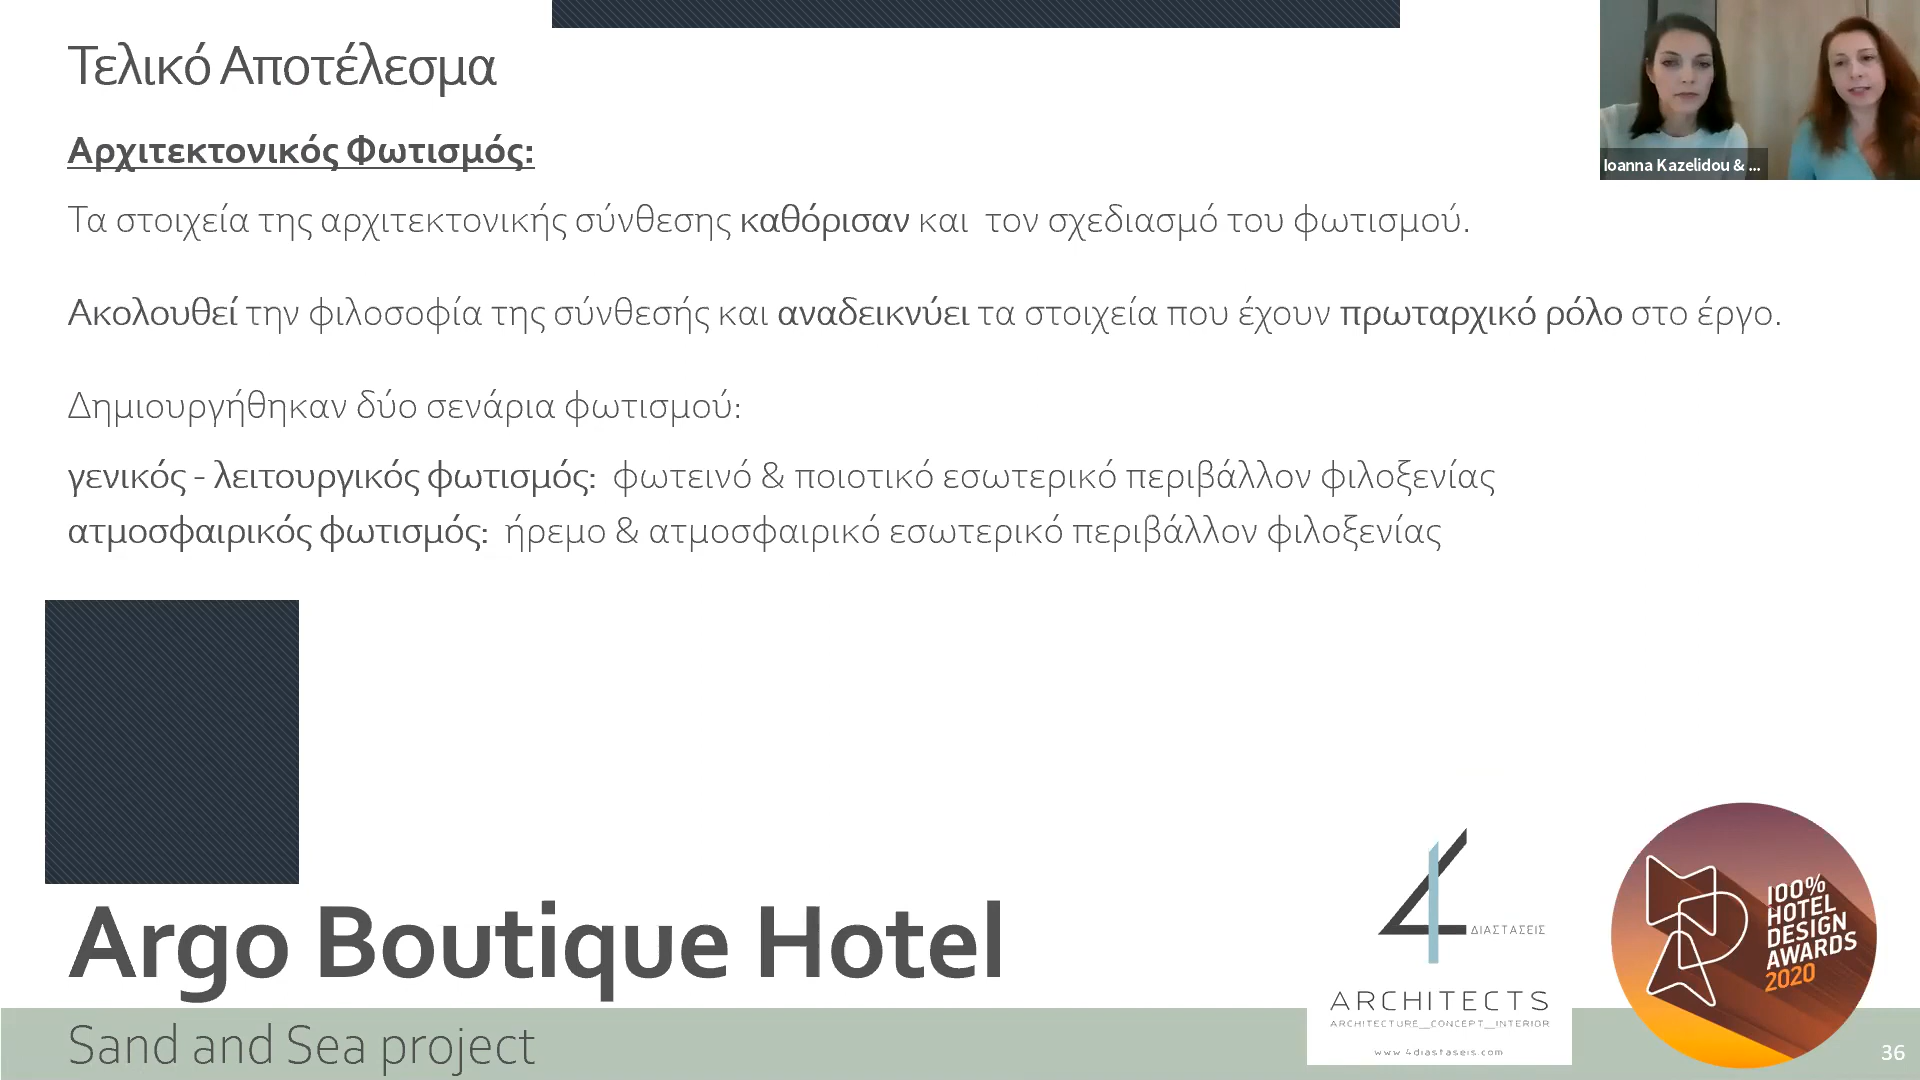 Τελικό Αποτέλεσμα
Αρχιτεκτονικός Φωτισμός:
Τα στοιχεία της αρχιτεκτονικής σύνθεσης καθόρισαν και τον σχεδιασμό του φωτισμού.
Ακολουθεί την φιλοσοφία της σύνθεσής και αναδεικνύει τα στοιχεία που έχουν πρωταρχικό ρόλο στο έργο.
Δημιουργήθηκαν δύο σενάρια φωτισμού:
γενικός - λειτουργικός φωτισμός: φωτεινό & ποιοτικό εσωτερικό περιβάλλον φιλοξενίας
ατμοσφαιρικός φωτισμός: ήρεμο & ατμοσφαιρικό εσωτερικό περιβάλλον φιλοξενίας
Ioanna Kazelidou & ...
Argo Boutique Hotel
Sand and Sea project
4
ΔΙΑΣΤΑΣΕΙΣ
ARCHITECTS
ARCHITECTURE_CONCEPT_INTERIOR
www.4diastaseis.com
100%
HOTEL
DESIGN
AWARDS
2020
36